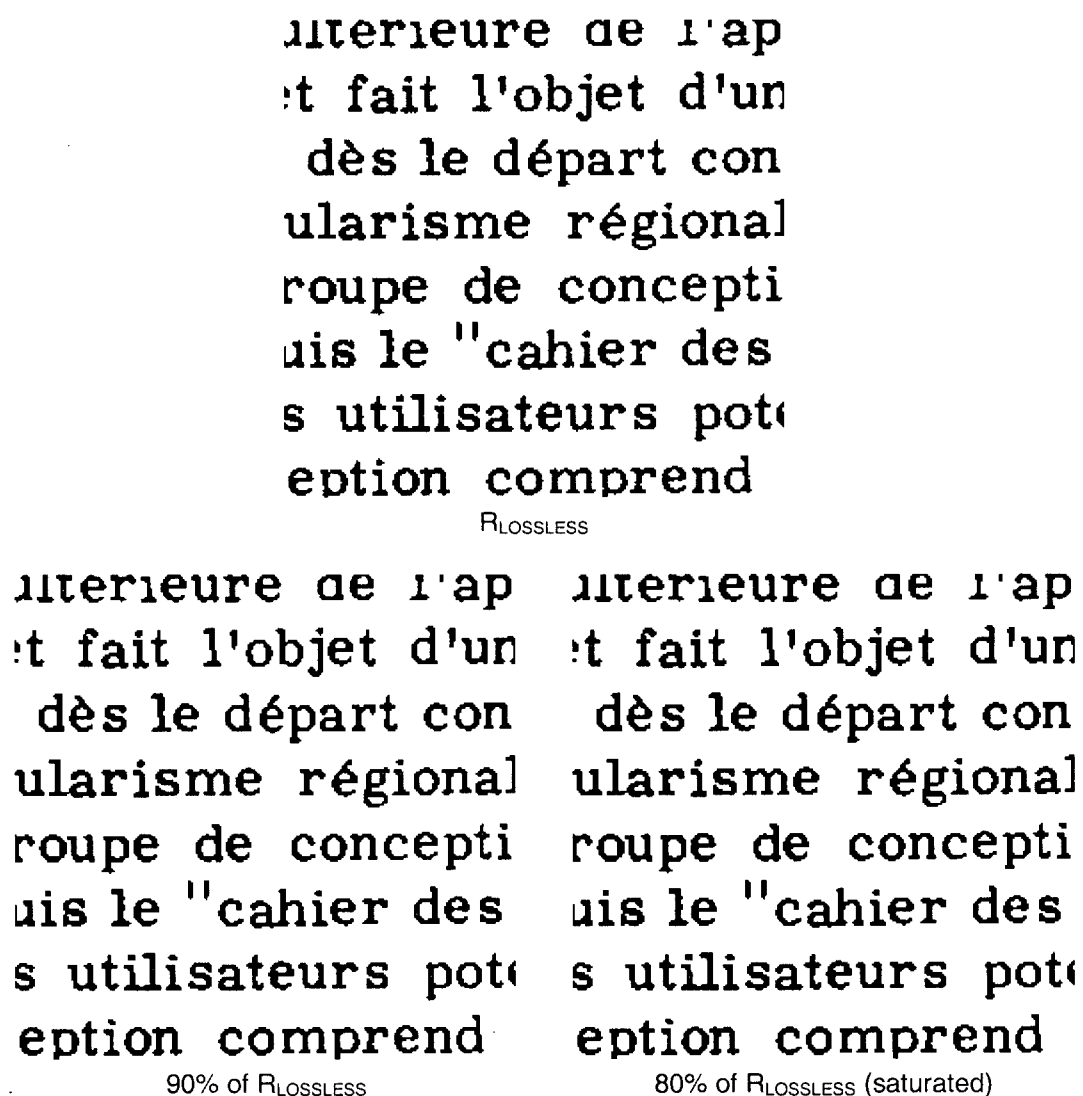 ulterieure de l'ap
t fait l'objet d'un
dès le départ con
ularisme régional
roupe de concepti
uis le "cahier des
s utilisateurs pot
eption comprend
RLOSSLESS
ulterieure de l'ap
t fait l'objet d'un
dès le départ con
ularisme régional
roupe de concepti
uis le "cahier des
s utilisateurs pot
eption comprend
90% of RLOSSLESS
ulterieure de l'ap
t fait l'objet d'un
dès le départ con
ularisme régional
roupe de concepti
uis le "cahier des
s utilisateurs pot
eption comprend
80% of RLOSSLESS (saturated)